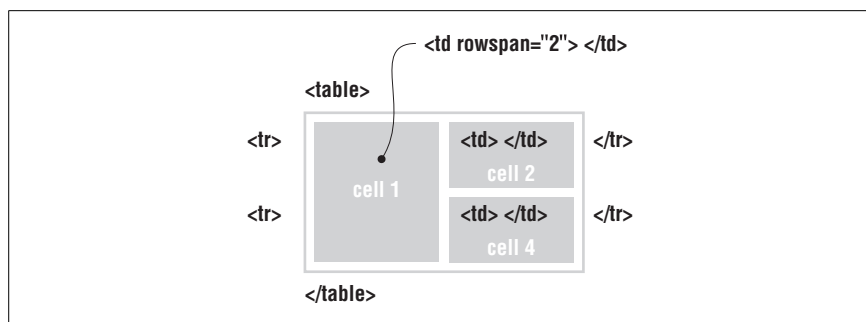 <td rowspan="2"> </td>
<table>
<tr> <td> </td> </tr>
cell 1 cell 2
<tr> <td> </td> </tr>
cell 4
</table>